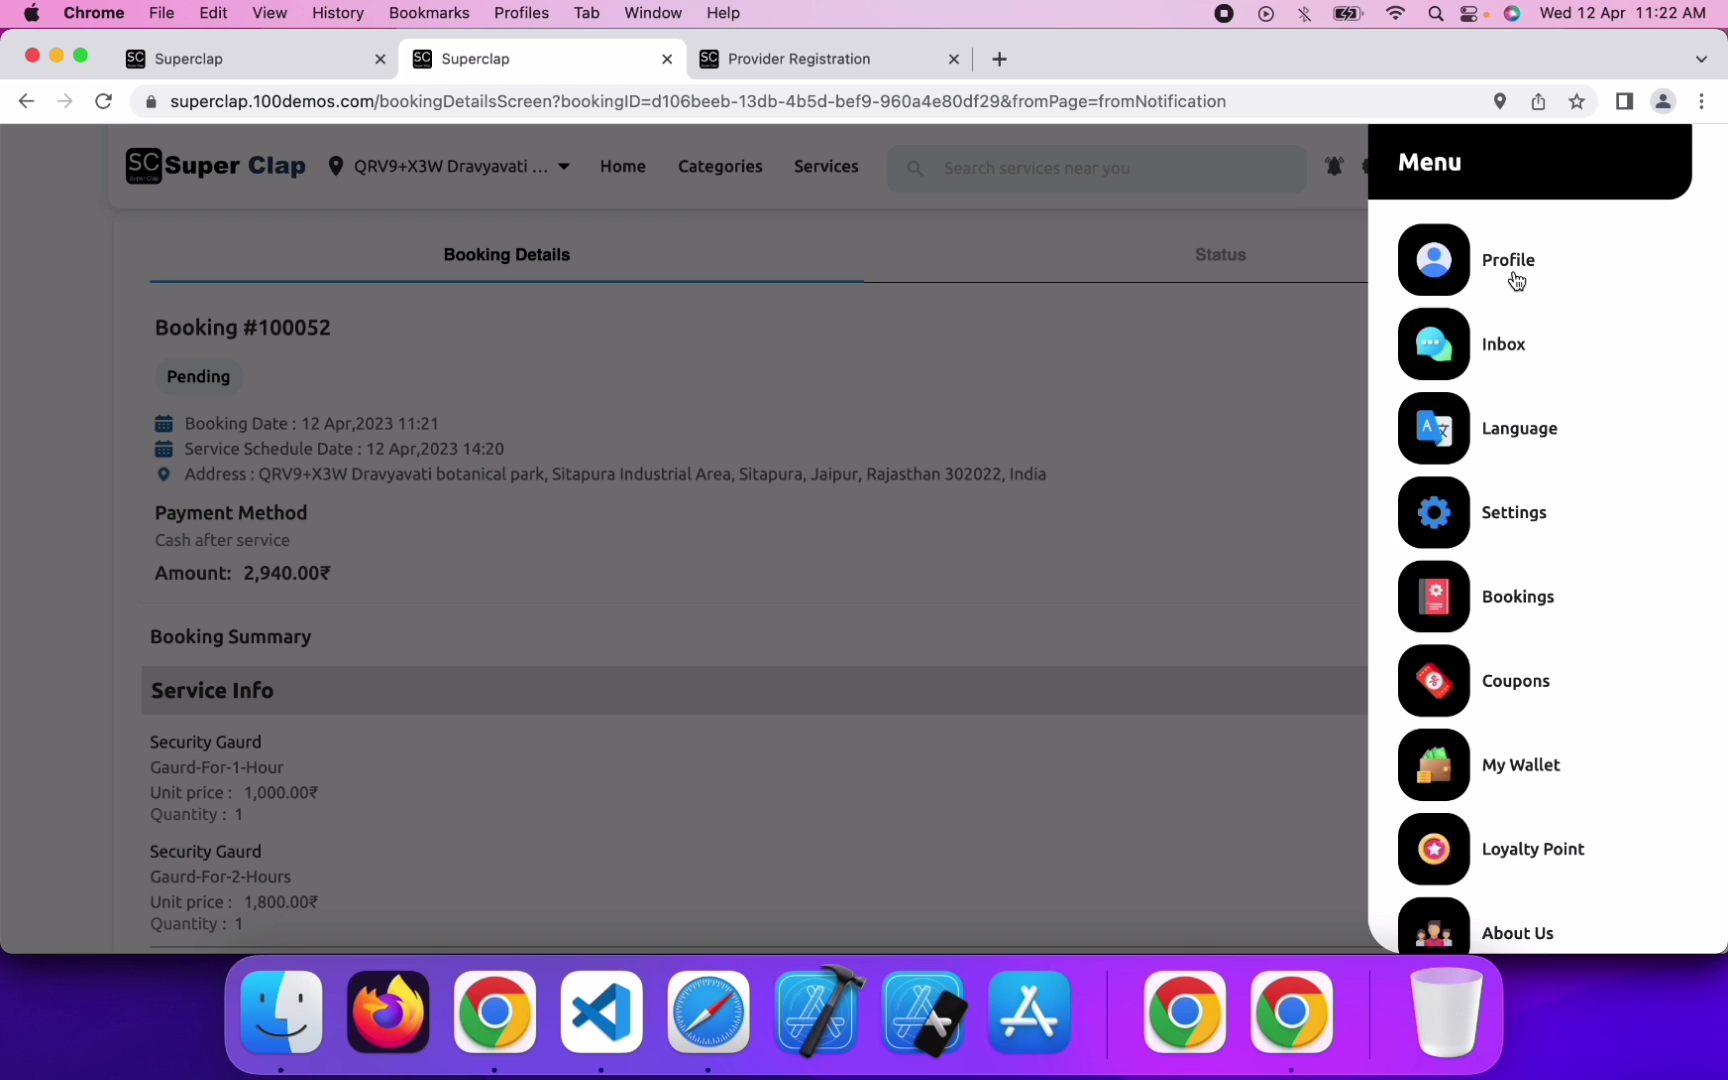 Chrome File Edit View History Bookmarks Profiles Tab Window Help Wed 12 Apr 11:22 AM
SC Superclap SC Superclap SC Provider Registration
superclap.100demos.com/bookingDetailsScreen?bookingID=d106beeb-13db-4b5d-bef9-960a4e80df29&fromPage=fromNotification
SC Super Clap QRV9+X3W Dravyavati ... Home Categories Services Search services near you
Menu
Booking Details Status
Profile
Booking #100052
Inbox
Pending
Booking Date : 12 Apr,2023 11:21
Language
Service Schedule Date : 12 Apr,2023 14:20
Address : QRV9+X3W Dravyavati botanical park, Sitapura Industrial Area, Sitapura, Jaipur, Rajasthan 302022, India
Payment Method
Settings
Cash after service
Amount: 2,940.00₹
Bookings
Booking Summary
Service Info
Coupons
Security Gaurd
Gaurd-For-1-Hour
My Wallet
Unit price : 1,000.00₹
Quantity : 1
Security Gaurd
Loyalty Point
Gaurd-For-2-Hours
Unit price : 1,800.00₹
Quantity : 1
About Us